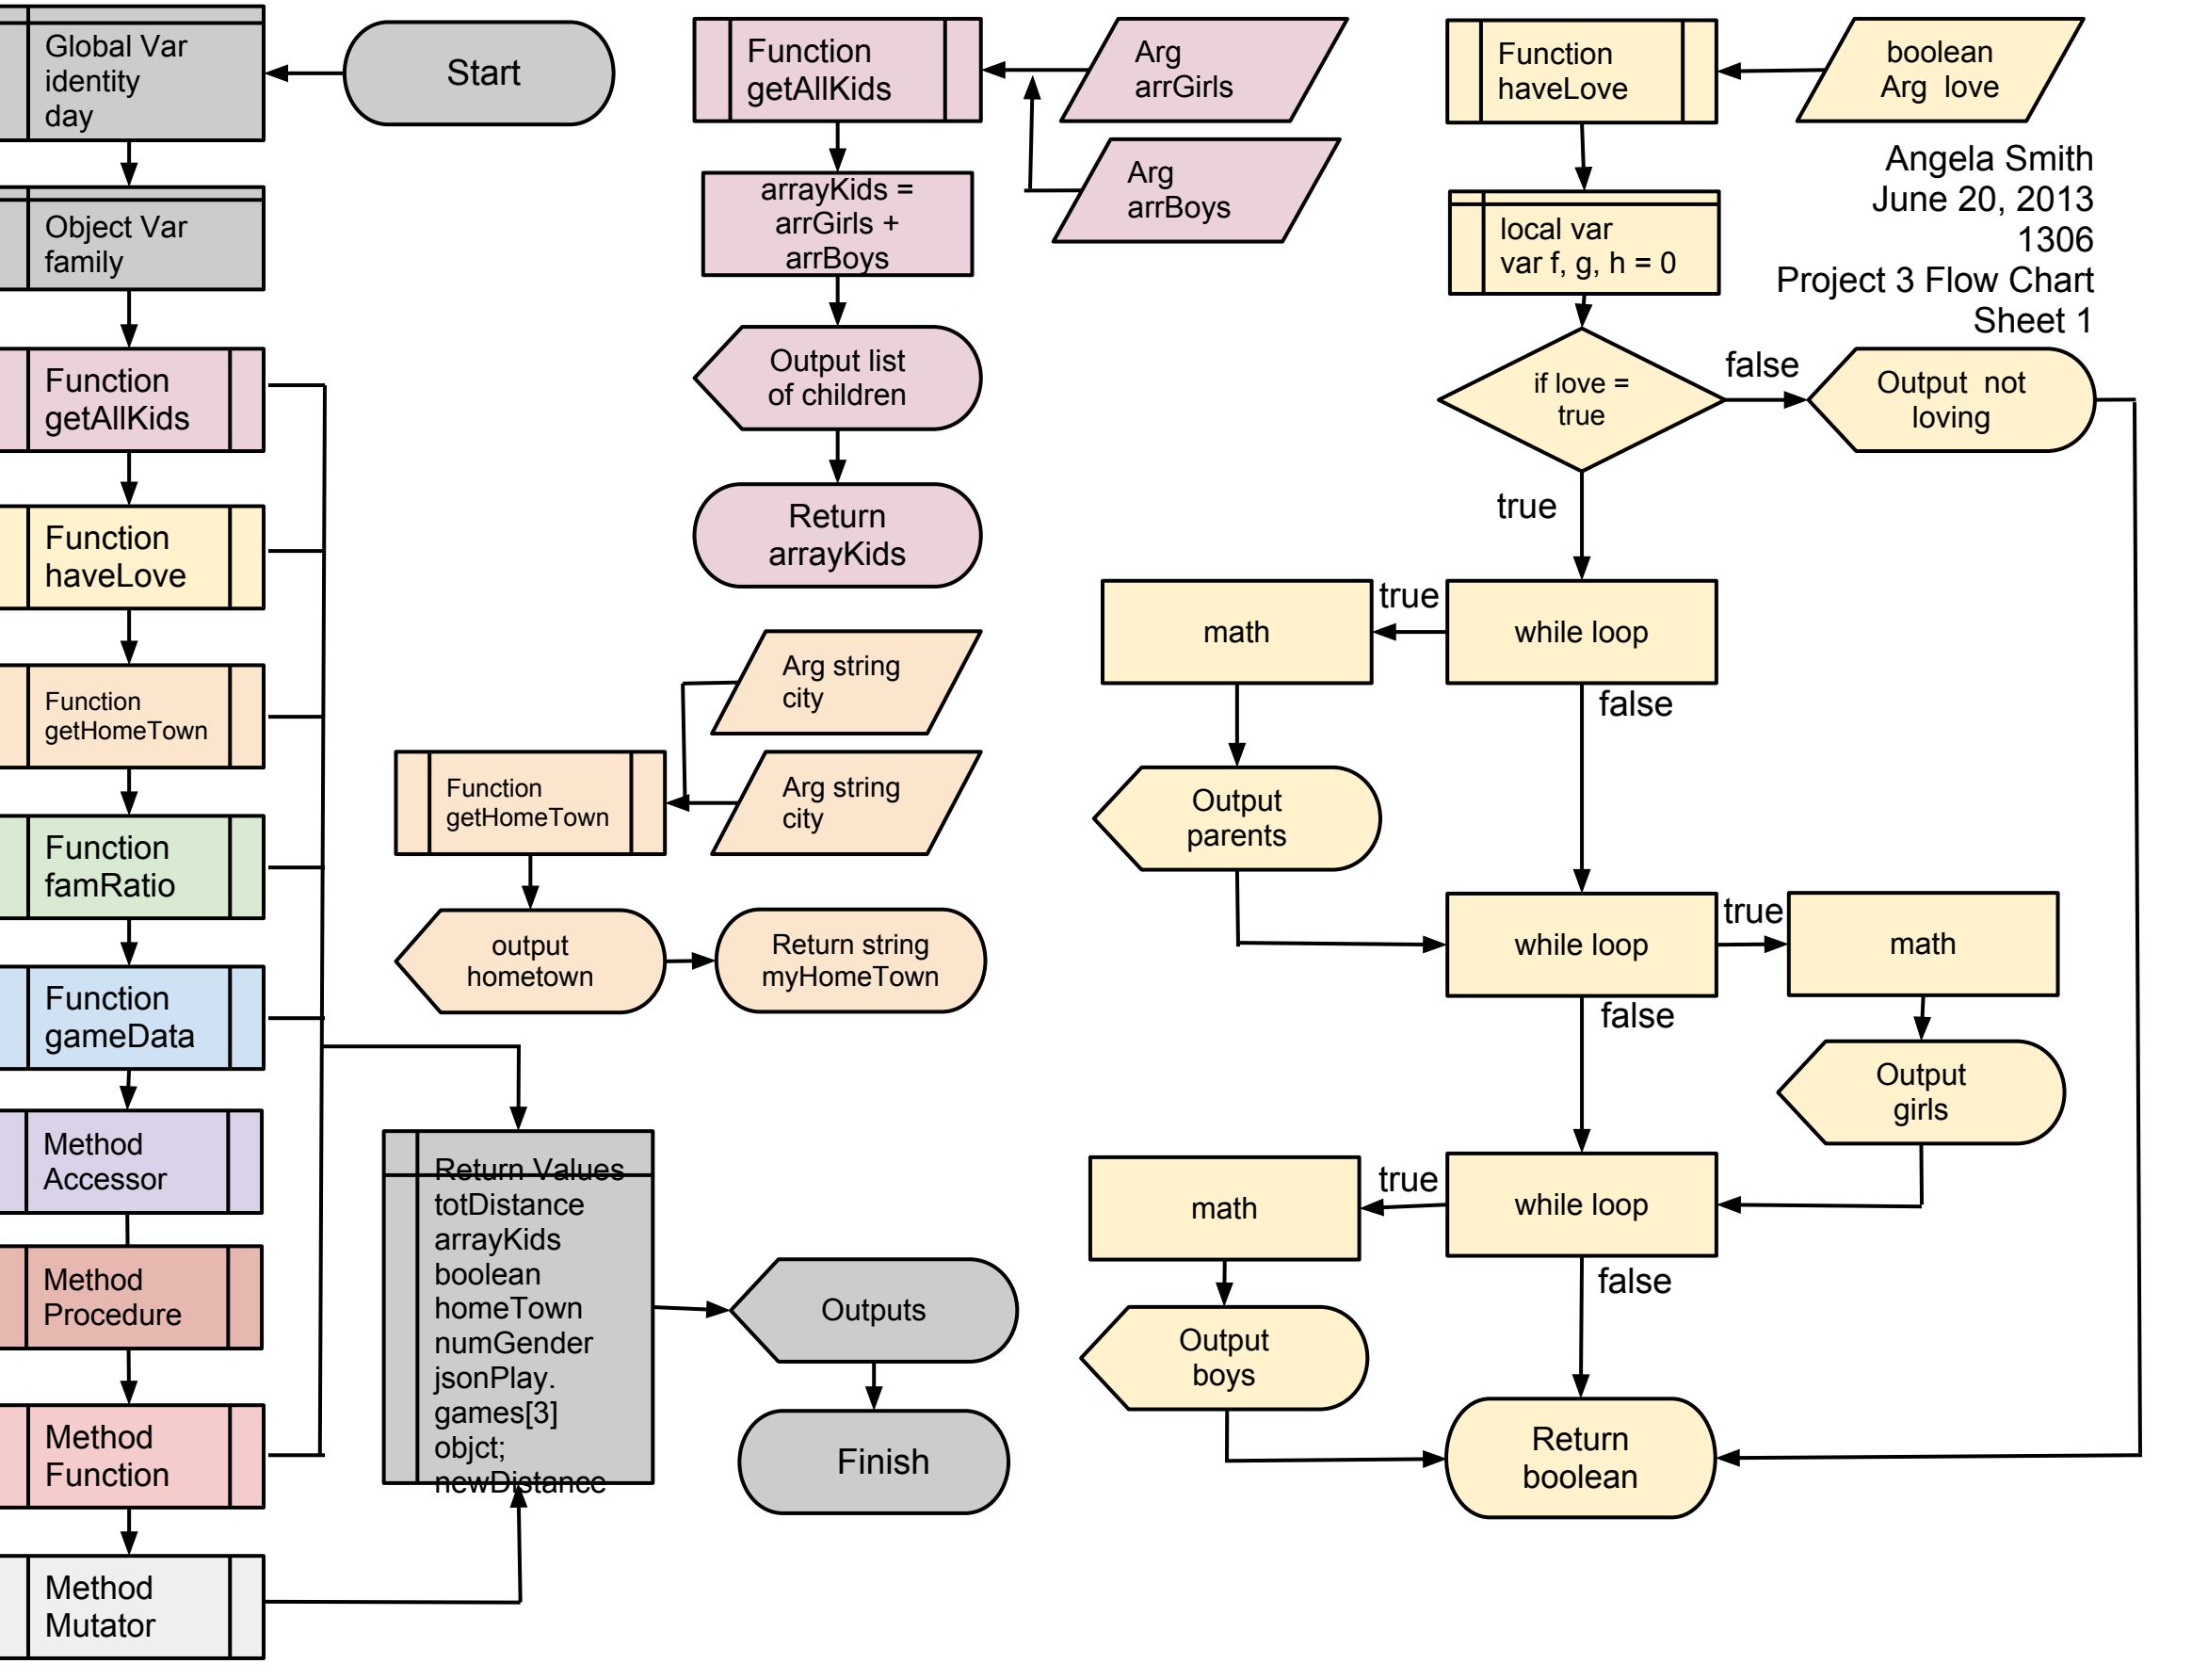 Global Var
identity
day
Start
Object Var
family
Function
getAllKids
Function
haveLove
Function
getHomeTown
Function
famRatio
Function
gameData
Method
Accessor
Method
Procedure
Method
Function
Method
Mutator
Function
getAllKids
Arg
arrGirls
Arg
arrBoys
arrayKids =
arrGirls +
arrBoys
Output list
of children
Return
arrayKids
Arg string
city
Arg string
city
Function
getHomeTown
output
hometown
Return string
myHomeTown
Return Values
totDistance
arrayKids
boolean
homeTown
numGender
jsonPlay.
games[3]
objct;
newDistance
Outputs
Finish
Function
haveLove
boolean
Arg love
Angela Smith
June 20, 2013
1306
Project 3 Flow Chart
Sheet 1
local var
var f, g, h = 0
if love =
true
false
Output not
loving
true
while loop
true
math
false
Output
parents
while loop
true
math
false
Output
girls
while loop
true
math
false
Output
boys
Return
boolean